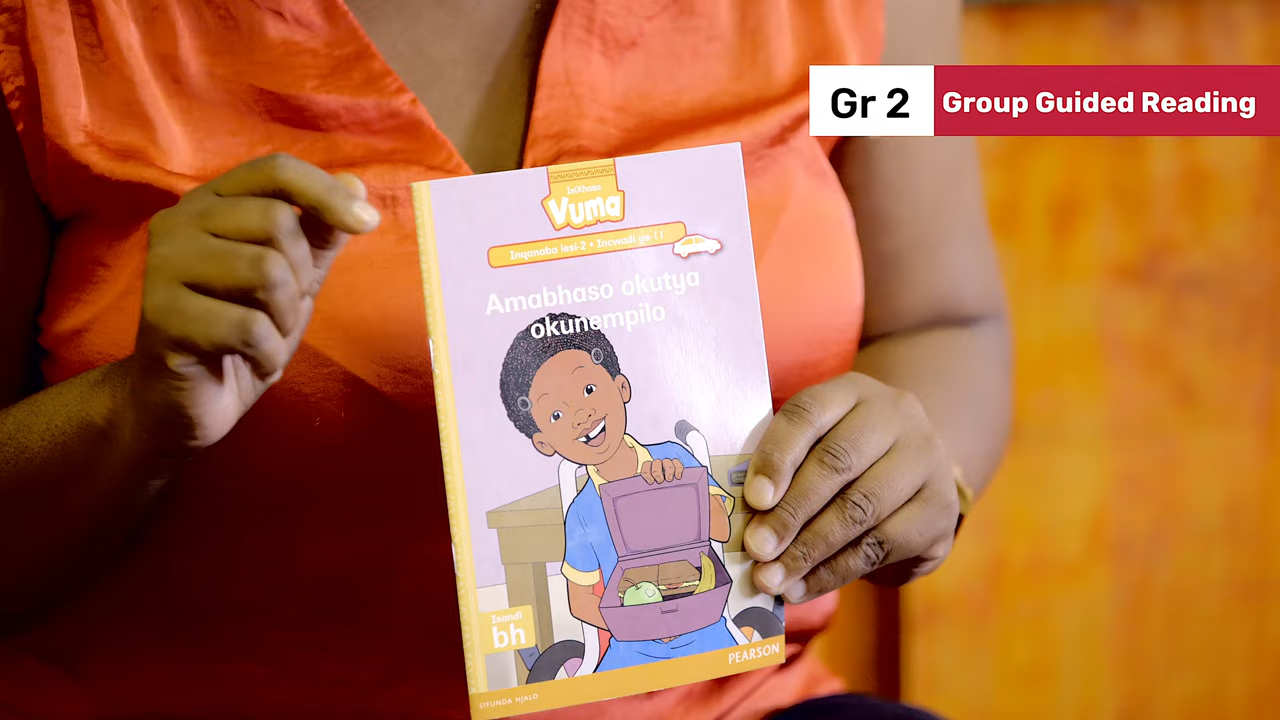 Gr 2 Group Guided Reading
IsiXhosa
Vuma
Inqanaba lesi-2 • Incwadi ye-11
Amabhaso okutya
okunempilo
Isandi
bh
PEARSON
SIFUNDA NJALO